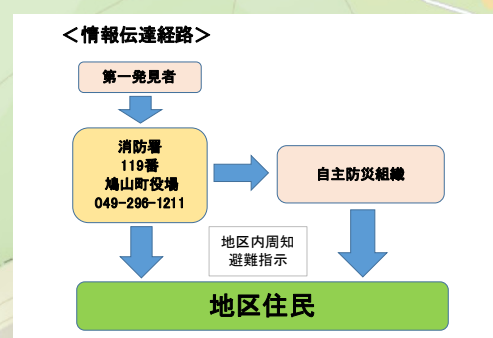 ＜情報伝達経路＞
第一発見者
消防署
119番
鳩山町役場
049-296-1211
自主防災組織
地区内周知
避難指示
地区住民